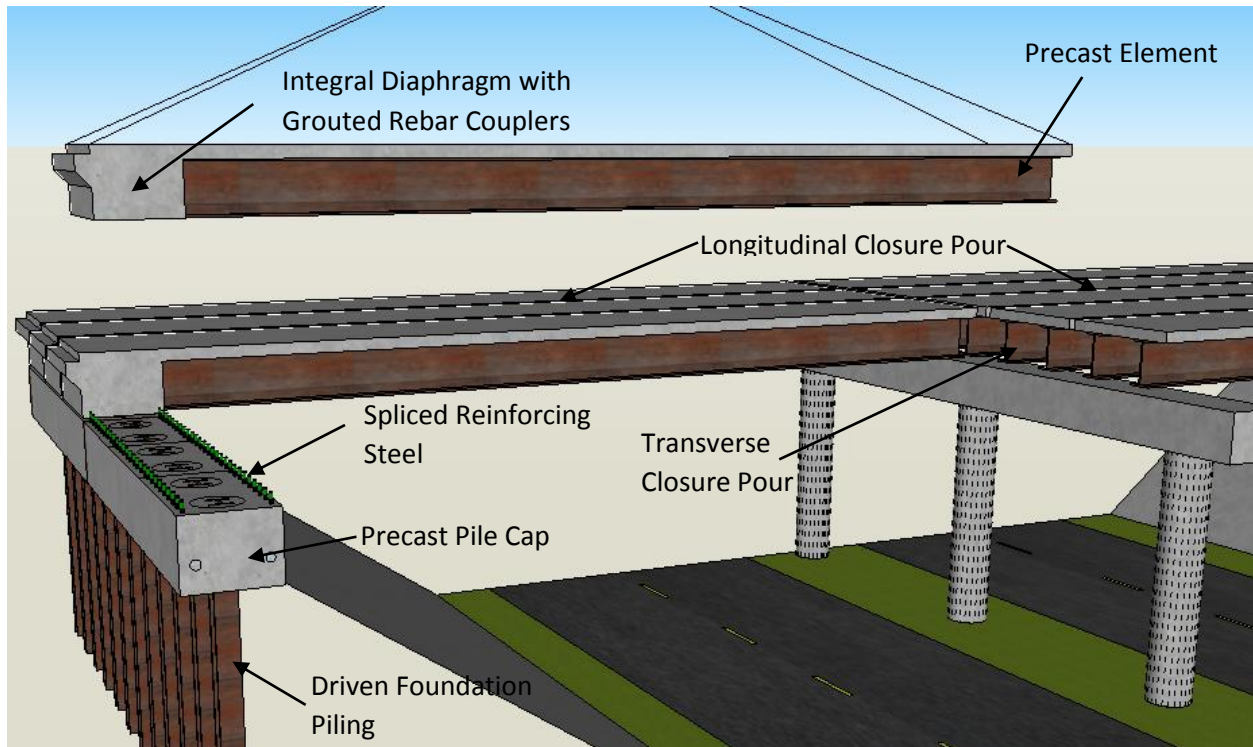 Integral Diaphragm with
Grouted Rebar Couplers
Precast Element
Longitudinal Closure Pour
Spliced Reinforcing
Steel
Transverse
Closure Pour
Precast Pile Cap
Driven Foundation
Piling